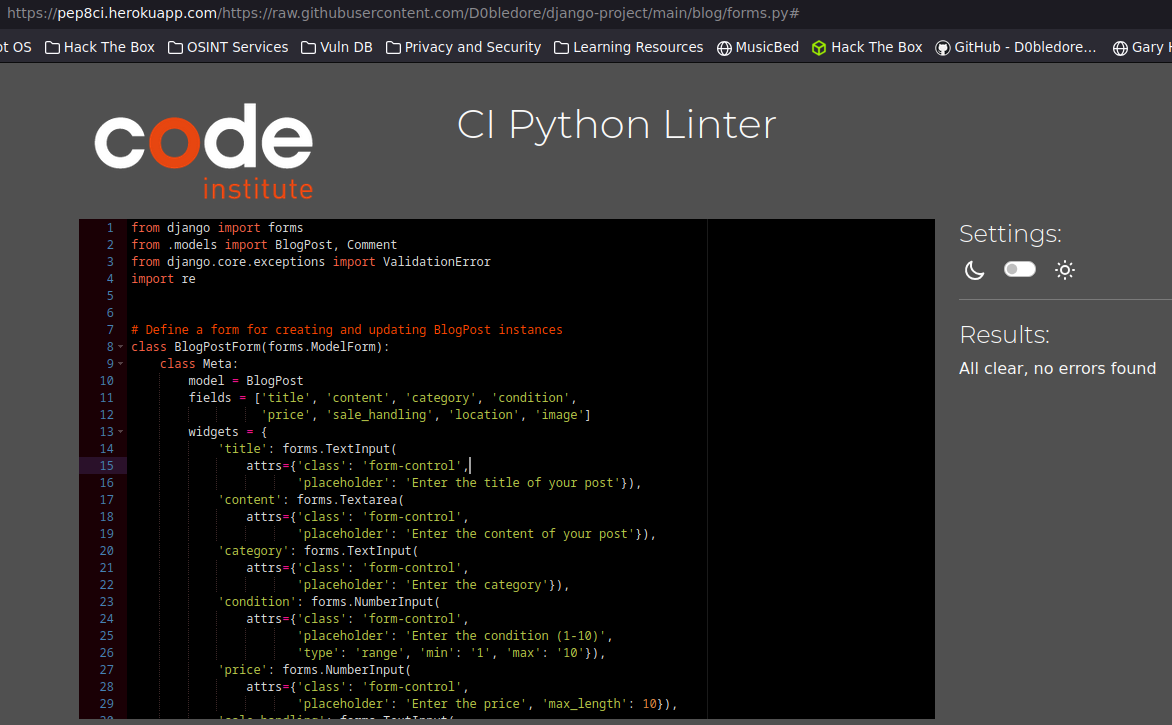 https://pep8ci.herokuapp.com/https://raw.githubusercontent.com/D0bledore/django-project/main/blog/forms.py#
ot OS Hack The Box OSINT Services Vuln DB Privacy and Security Learning Resources MusicBed Hack The Box GitHub - D0bledore… Gary H
code
institute
CI Python Linter
1 from django import forms
2 from .models import BlogPost, Comment
3 from django.core.exceptions import ValidationError
4 import re
5
6
7 # Define a form for creating and updating BlogPost instances
8 class BlogPostForm(forms.ModelForm):
9 class Meta:
10 model = BlogPost
11 fields = ['title', 'content', 'category', 'condition',
12 'price', 'sale_handling', 'location', 'image']
13 widgets = {
14 'title': forms.TextInput(
15 attrs={'class': 'form-control',
16 'placeholder': 'Enter the title of your post'}),
17 'content': forms.Textarea(
18 attrs={'class': 'form-control',
19 'placeholder': 'Enter the content of your post'}),
20 'category': forms.TextInput(
21 attrs={'class': 'form-control',
22 'placeholder': 'Enter the category'}),
23 'condition': forms.NumberInput(
24 attrs={'class': 'form-control',
25 'placeholder': 'Enter the condition (1-10)',
26 'type': 'range', 'min': '1', 'max': '10'}),
27 'price': forms.NumberInput(
28 attrs={'class': 'form-control',
29 'placeholder': 'Enter the price', 'max_length': 10}),
30 'sale_handling': forms.TextInput(
Settings:
Results:
All clear, no errors found